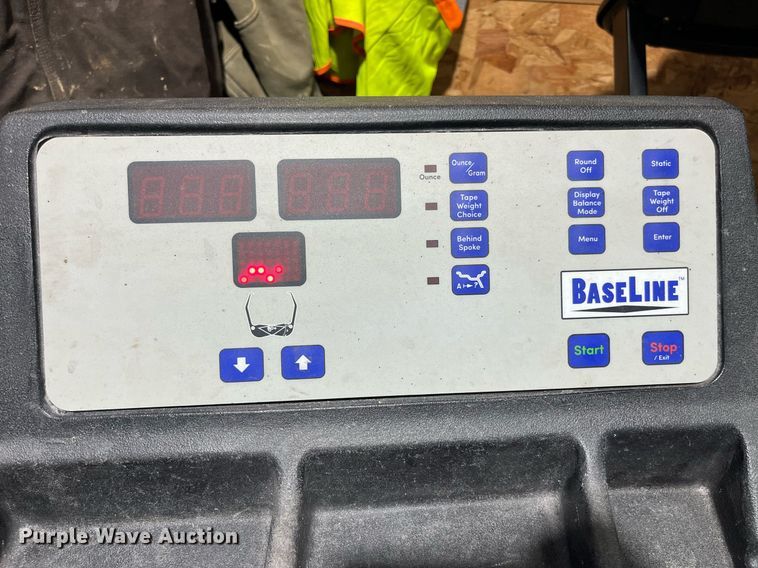 Ounce
Ounce/Gram
Tape Weight Choice
Behind Spoke
A ?
Round Off
Static
Display Balance Mode
Tape Weight Off
Menu
Enter
BASELINE™
Start
Stop / Exit
Purple Wave Auction